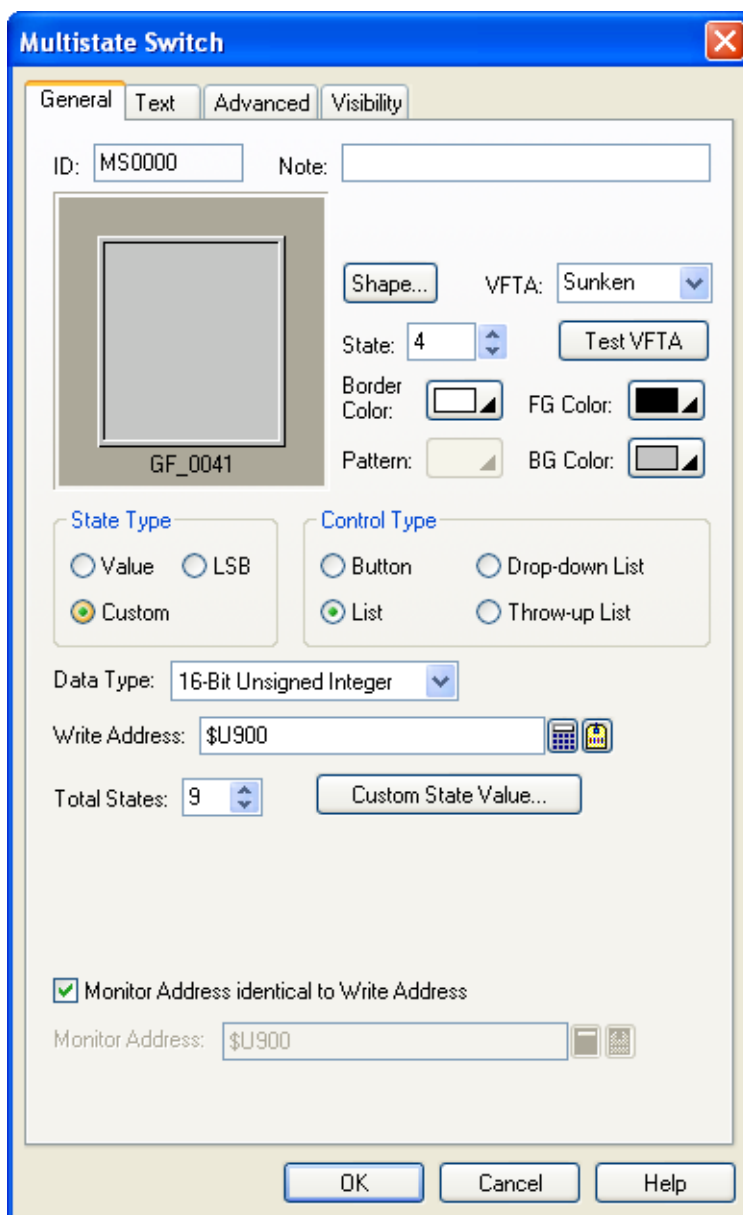 Multistate Switch
General Text Advanced Visibility
ID: MS0000 Note:
Shape... VFTA: Sunken
State: 4 Test VFTA
Border Color: FG Color:
GF_0041 Pattern: BG Color:
State Type Control Type
Value LSB Button Drop-down List
Custom List Throw-up List
Data Type: 16-Bit Unsigned Integer
Write Address: $U900
Total States: 9 Custom State Value...
Monitor Address identical to Write Address
Monitor Address: $U900
OK Cancel Help